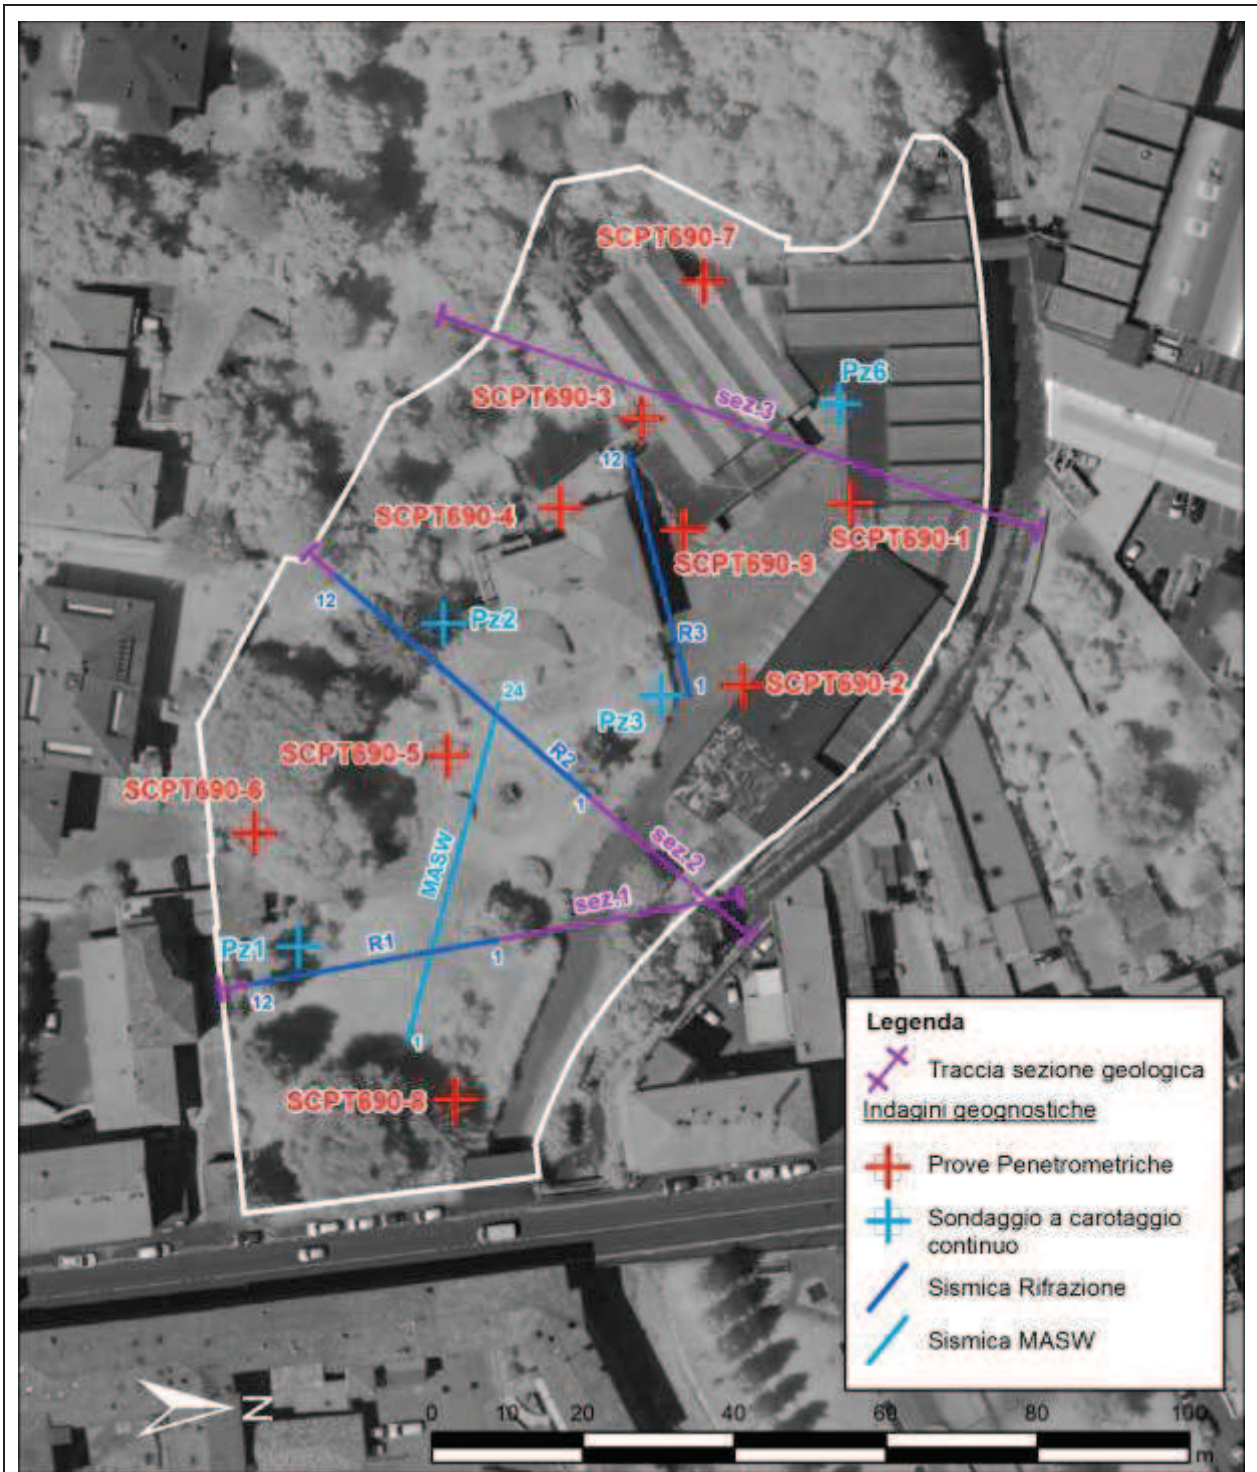 SCPT690-7
Pz6
SCPT690-3
sez.3
12
SCPT690-4
SCPT690-1
SCPT690-9
12
Pz2
R3
24
1
SCPT690-2
Pz3
SCPT690-5
R2
SCPT690-6
1
MASW
sez.2
sez.1
Pz1
R1
1
12
1
SCPT690-8
Legenda
Traccia sezione geologica
Indagini geognostiche
Prove Penetrometriche
Sondaggio a carotaggio
continuo
Sismica Rifrazione
Sismica MASW
N
0 10 20 40 60 80 100
m